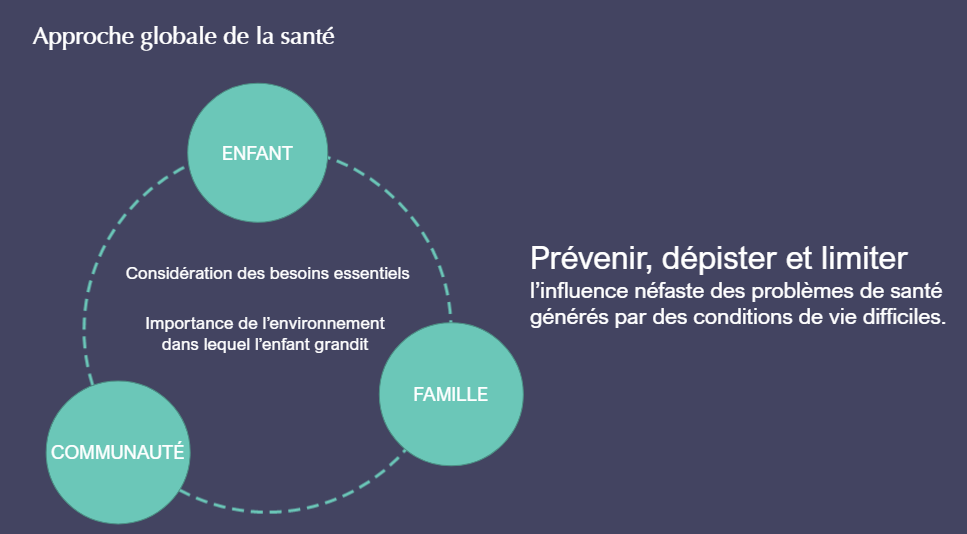 Approche globale de la santé
ENFANT
Considération des besoins essentiels
Importance de l'environnement
dans lequel l'enfant grandit
FAMILLE
COMMUNAUTÉ
Prévenir, dépister et limiter
l'influence néfaste des problèmes de santé
générés par des conditions de vie difficiles.